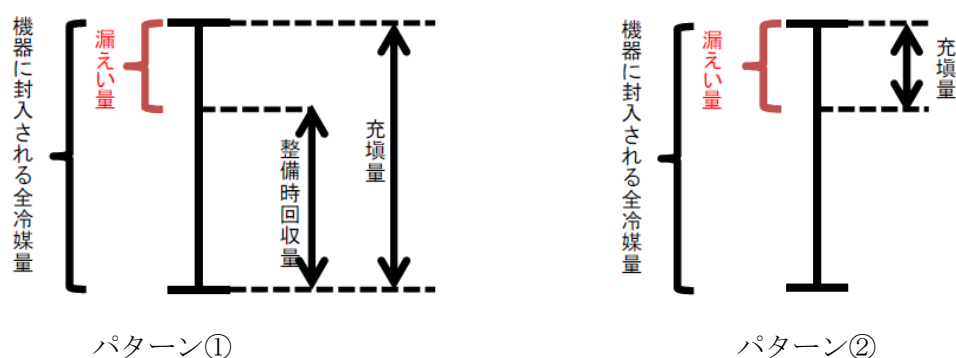 機器に封入される全冷媒量
漏えい量
整備時回収量
充塡量
パターン①
機器に封入される全冷媒量
漏えい量
充塡量
パターン②